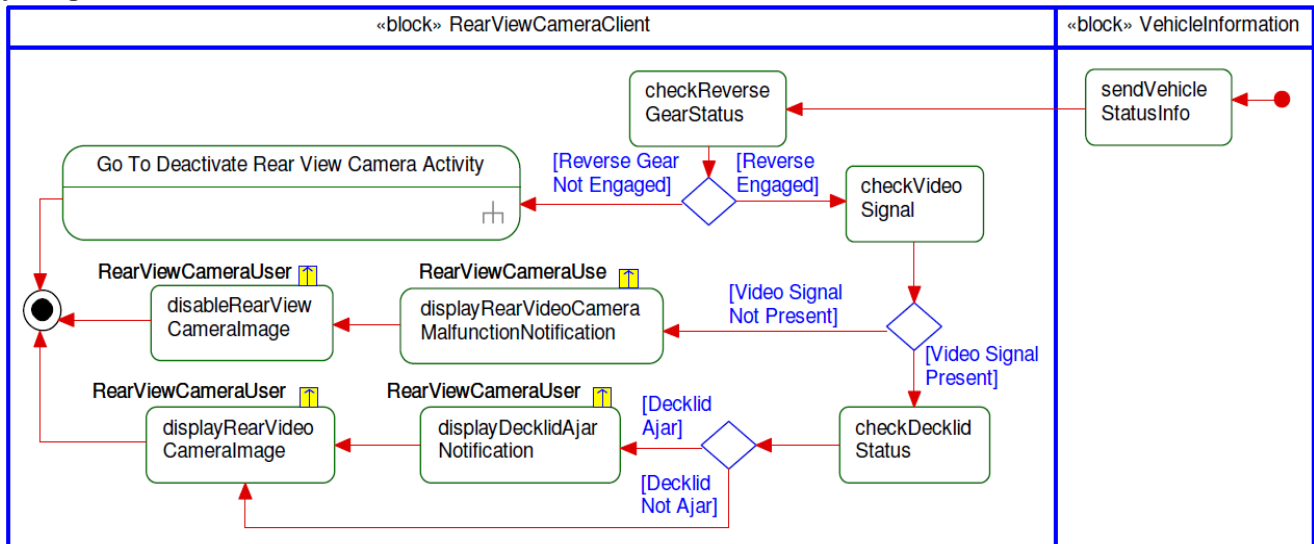 «block» RearViewCameraClient
«block» VehicleInformation
checkReverse
GearStatus
sendVehicle
StatusInfo
Go To Deactivate Rear View Camera Activity
[Reverse Gear
Not Engaged]
[Reverse
Engaged]
checkVideo
Signal
RearViewCameraUser
disableRearView
CameraImage
RearViewCameraUse
displayRearVideoCamera
MalfunctionNotification
[Video Signal
Not Present]
[Video Signal
Present]
RearViewCameraUser
displayRearVideo
CameraImage
RearViewCameraUser
displayDecklidAjar
Notification
[Decklid
Ajar]
[Decklid
Not Ajar]
checkDecklid
Status